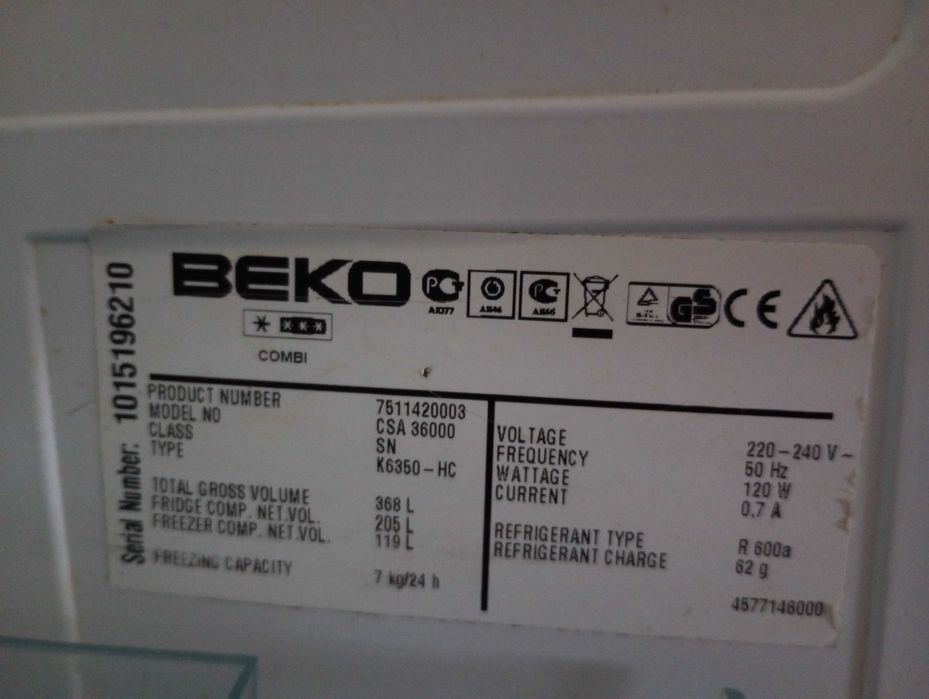 BEKO
A1077
COMBI
Serial Number: 1015196210
PRODUCT NUMBER 7511420003
MODEL NO CSA 36000
CLASS SN
TYPE K6350-HC
TOTAL GROSS VOLUME 368 L
FRIDGE COMP. NET.VOL. 205 L
FREEZER COMP. NET.VOL. 119 L
FREEZING CAPACITY 7 kg/24 h
VOLTAGE 220-240 V~
FREQUENCY 50 Hz
WATTAGE 120 W
CURRENT 0,7 A
REFRIGERANT TYPE R 600a
REFRIGERANT CHARGE 62 g
4577146000
GS
CE